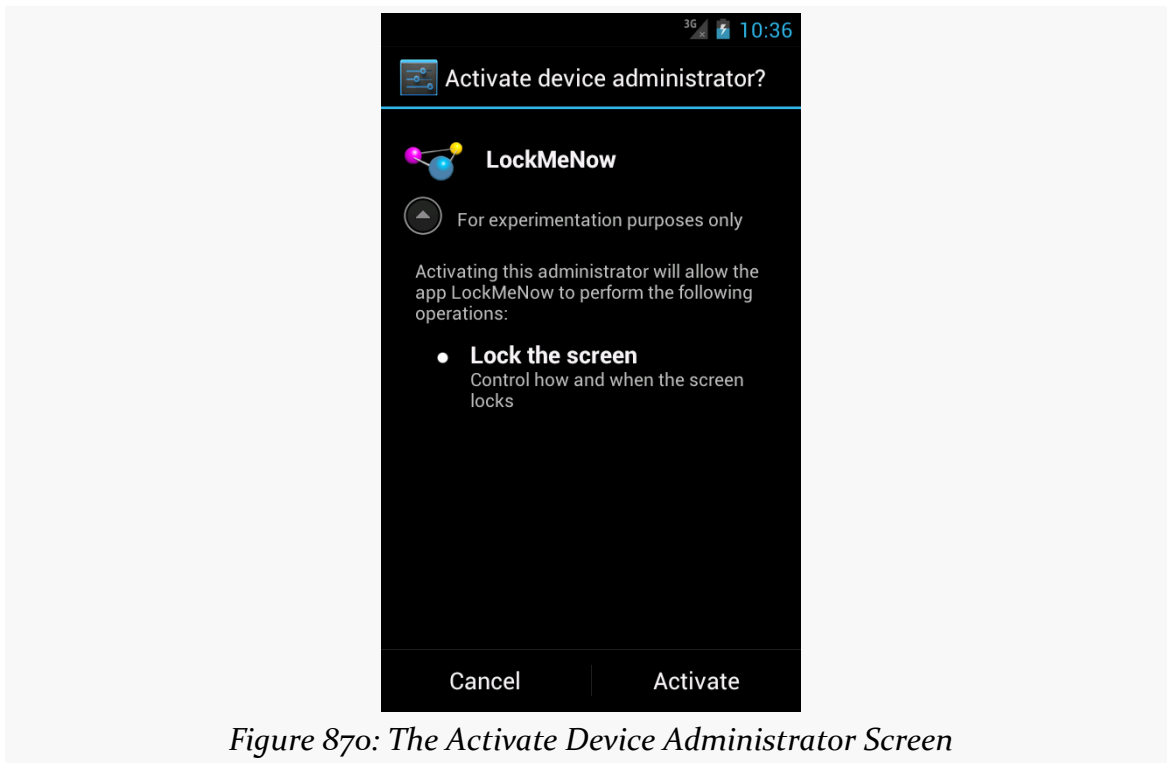 3G
10:36
Activate device administrator?
LockMeNow
For experimentation purposes only
Activating this administrator will allow the
app LockMeNow to perform the following
operations:
Lock the screen
Control how and when the screen
locks
Cancel
Activate
Figure 870: The Activate Device Administrator Screen